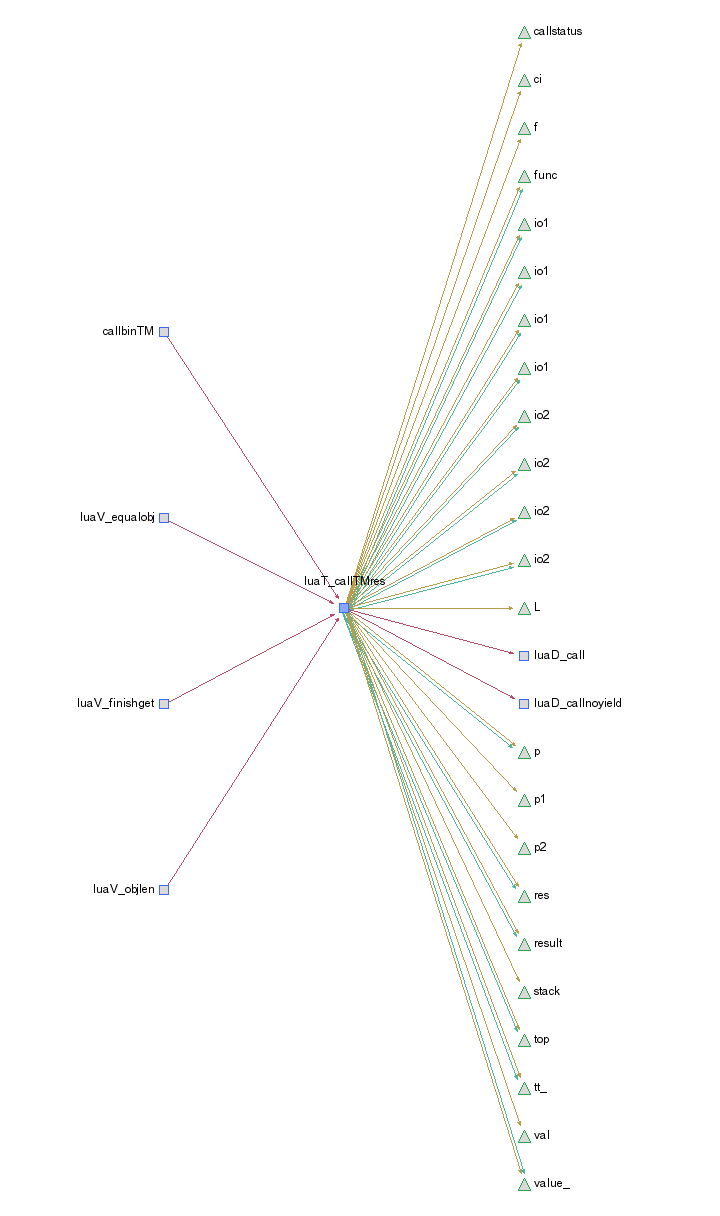 callstatus
ci
f
func
io1
io1
callbinTM
io1
io1
io2
io2
luaV_equalobj
io2
io2
luaT_callTMres
L
luaD_call
luaV_finishget
luaD_callnoyield
p
p1
p2
luaV_objlen
res
result
stack
top
tt_
val
value_